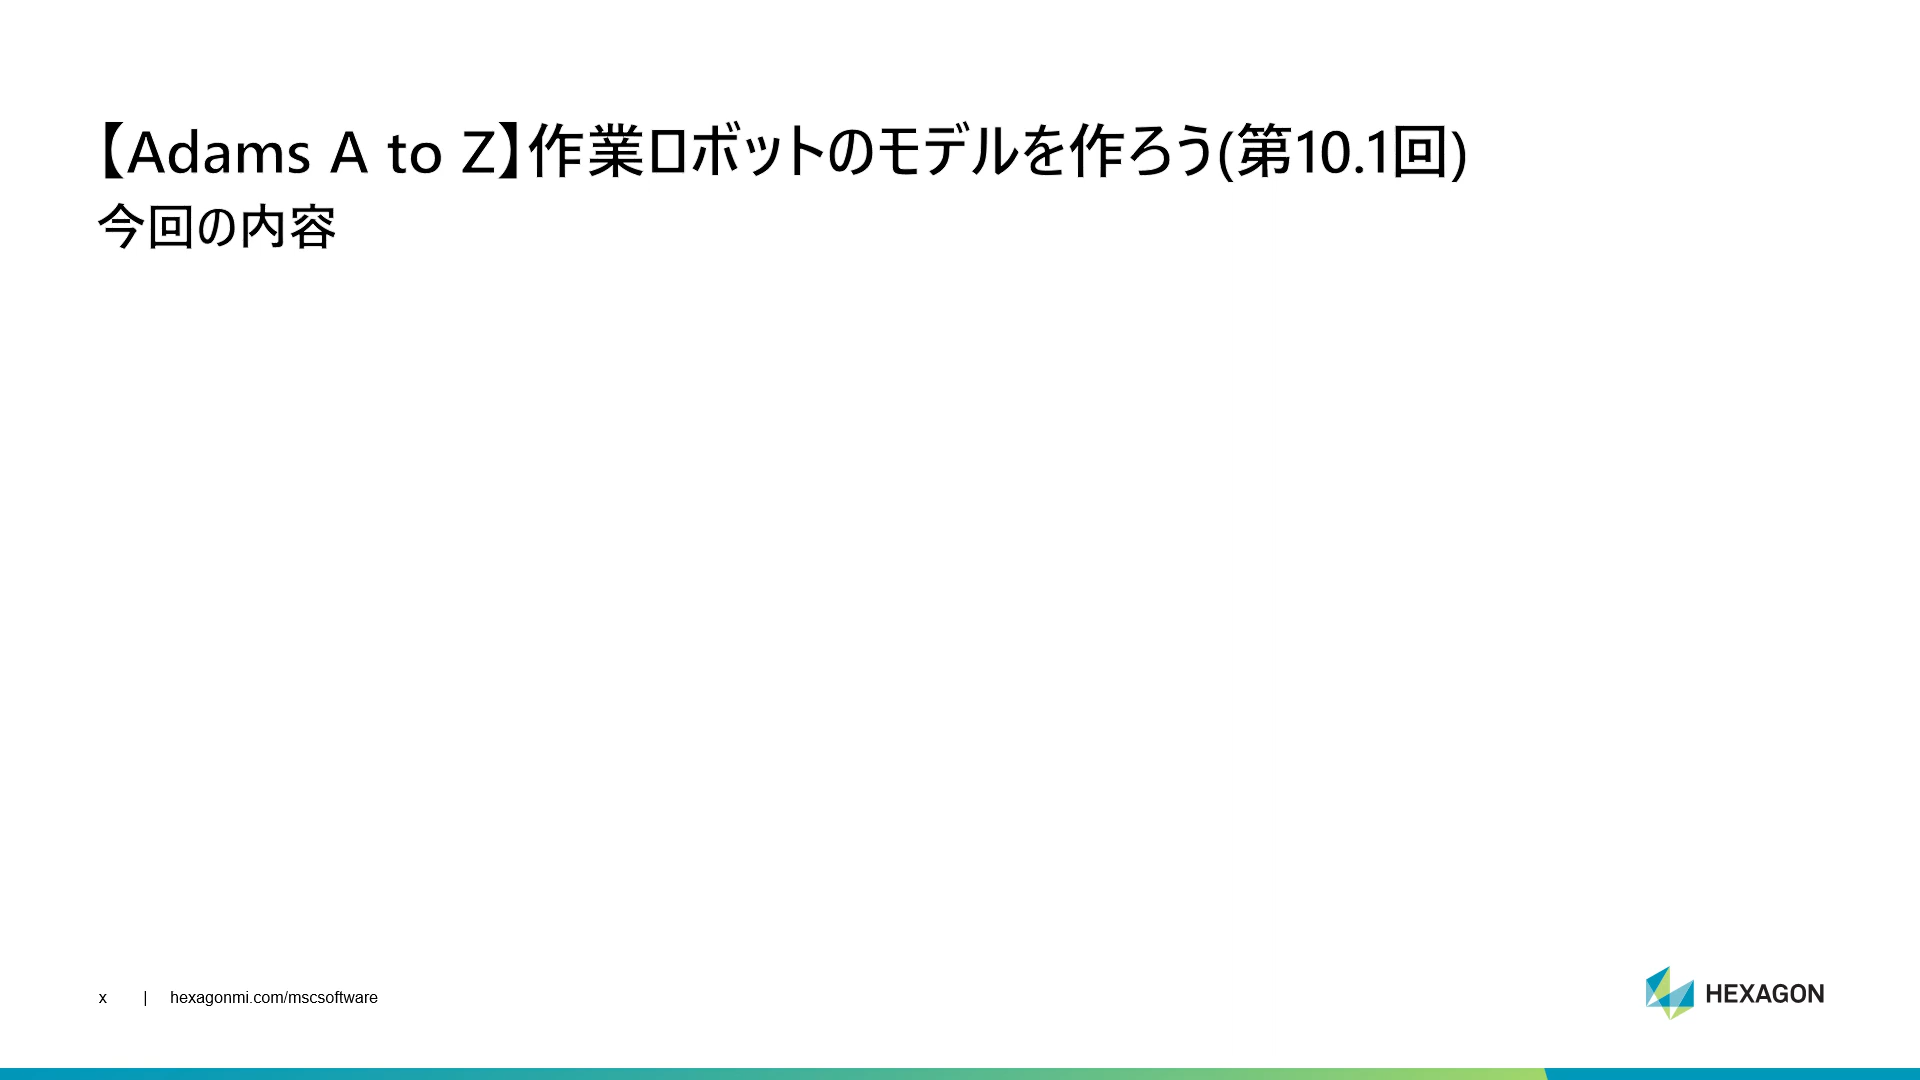 【Adams A to Z】作業ロボットのモデルを作ろう(第10.1回)
今回の内容
x | hexagonmi.com/mscsoftware
HEXAGON